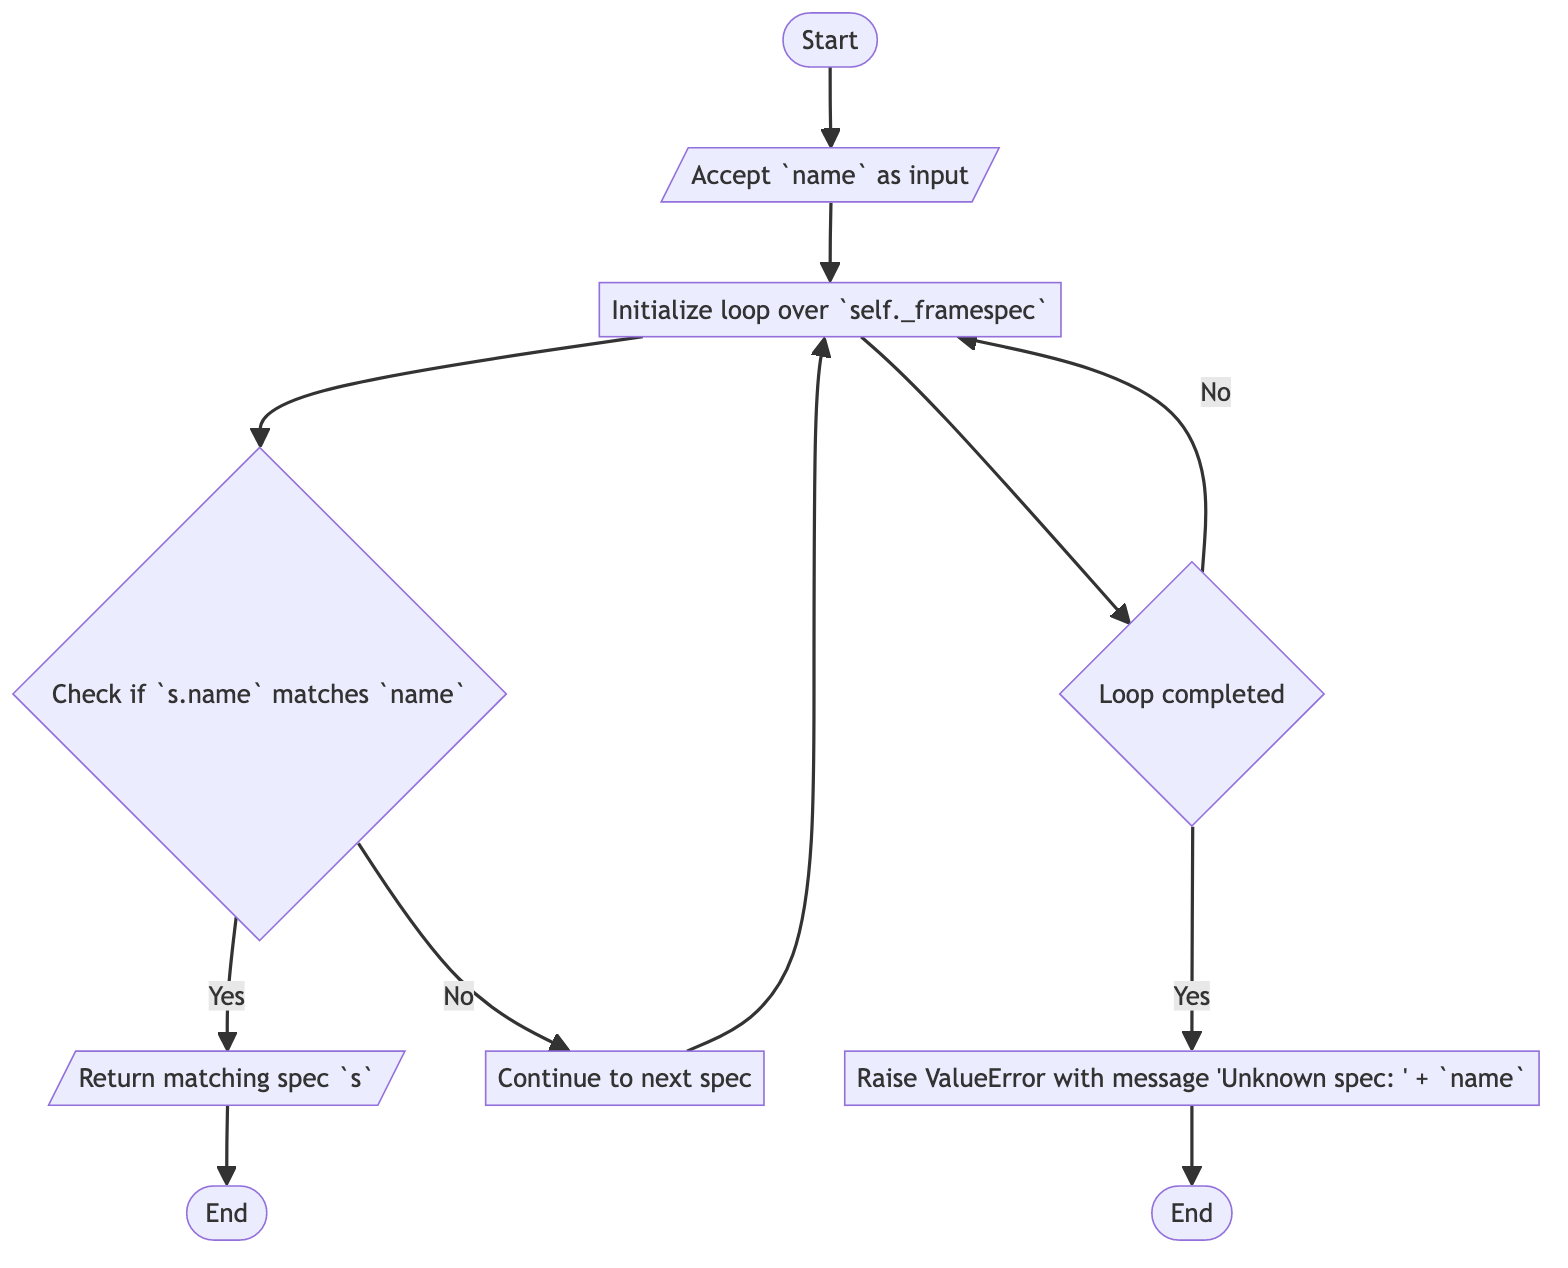 Start
Accept `name` as input
Initialize loop over `self._framespec`
No
Check if `s.name` matches `name`
Loop completed
Yes
No
Yes
Return matching spec `s`
Continue to next spec
Raise ValueError with message 'Unknown spec: ' + `name`
End
End